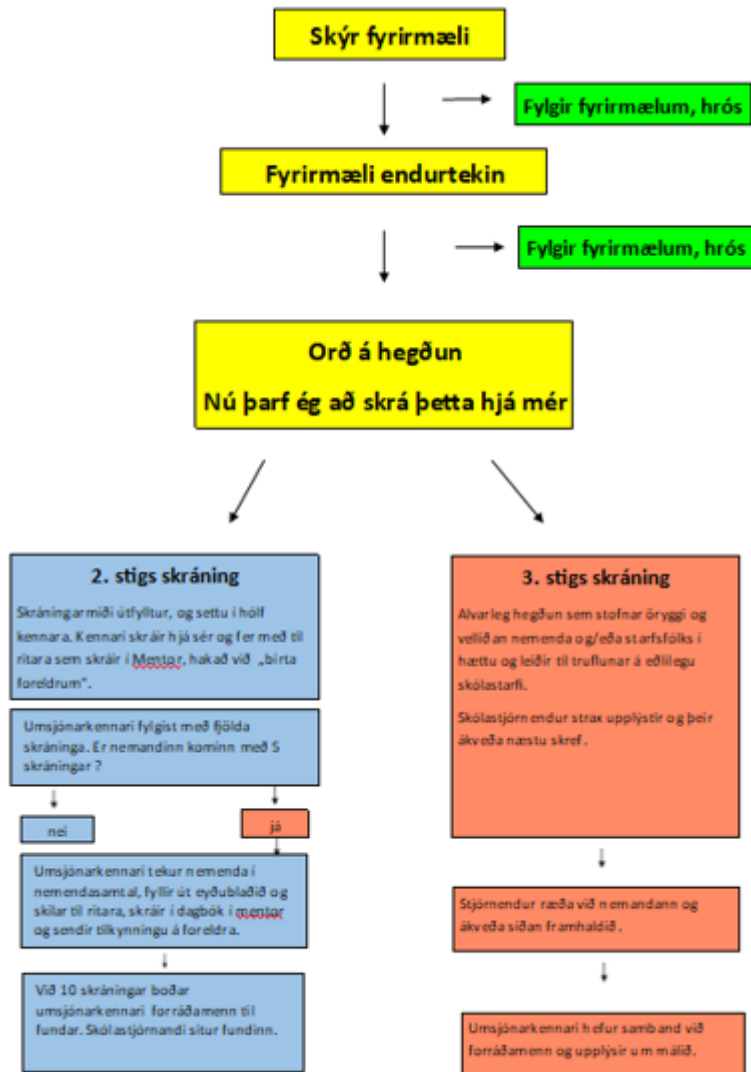 Skýr fyrirmæli
Fylgir fyrirmælum, hrós
Fyrirmæli endurtekin
Fylgir fyrirmælum, hrós
Orð á hegðun
Nú þarf ég að skrá þetta hjá mér
2. stigs skráning
Skráningarmiði útfylltur, og settu í hólf
kennara. Kennari skráir hjá sér og fer með til
ritara sem skráir í Mentor, hakað við „birta
foreldrum“.
Umsjónarkennari fylgist með fjölda
skráninga. Er nemandinn kominn með 5
skráningar ?
nei
já
Umsjónarkennari tekur nemenda í
nemendasamtal, fyllir út eyðublaðið og
skilar til ritara, skráir í dagbók í mentor
og sendir tilkynningu á foreldra.
Við 10 skráningar boðar
umsjónarkennari forráðamenn til
fundar. Skólastjórnandi situr fundinn.
3. stigs skráning
Alvarleg hegðun sem stofnar öryggi og
vellíðan nemenda og/eða starfsfólks í
hættu og leiðir til truflunar á eðlilegu
skólastarfi.
Skólastjórnendur strax upplýstir og þeir
ákveða næstu skref.
Stjórnendur ræða við nemandann og
ákveða síðan framhaldið.
Umsjónarkennari hefur samband við
forráðamenn og upplýsir um málið.